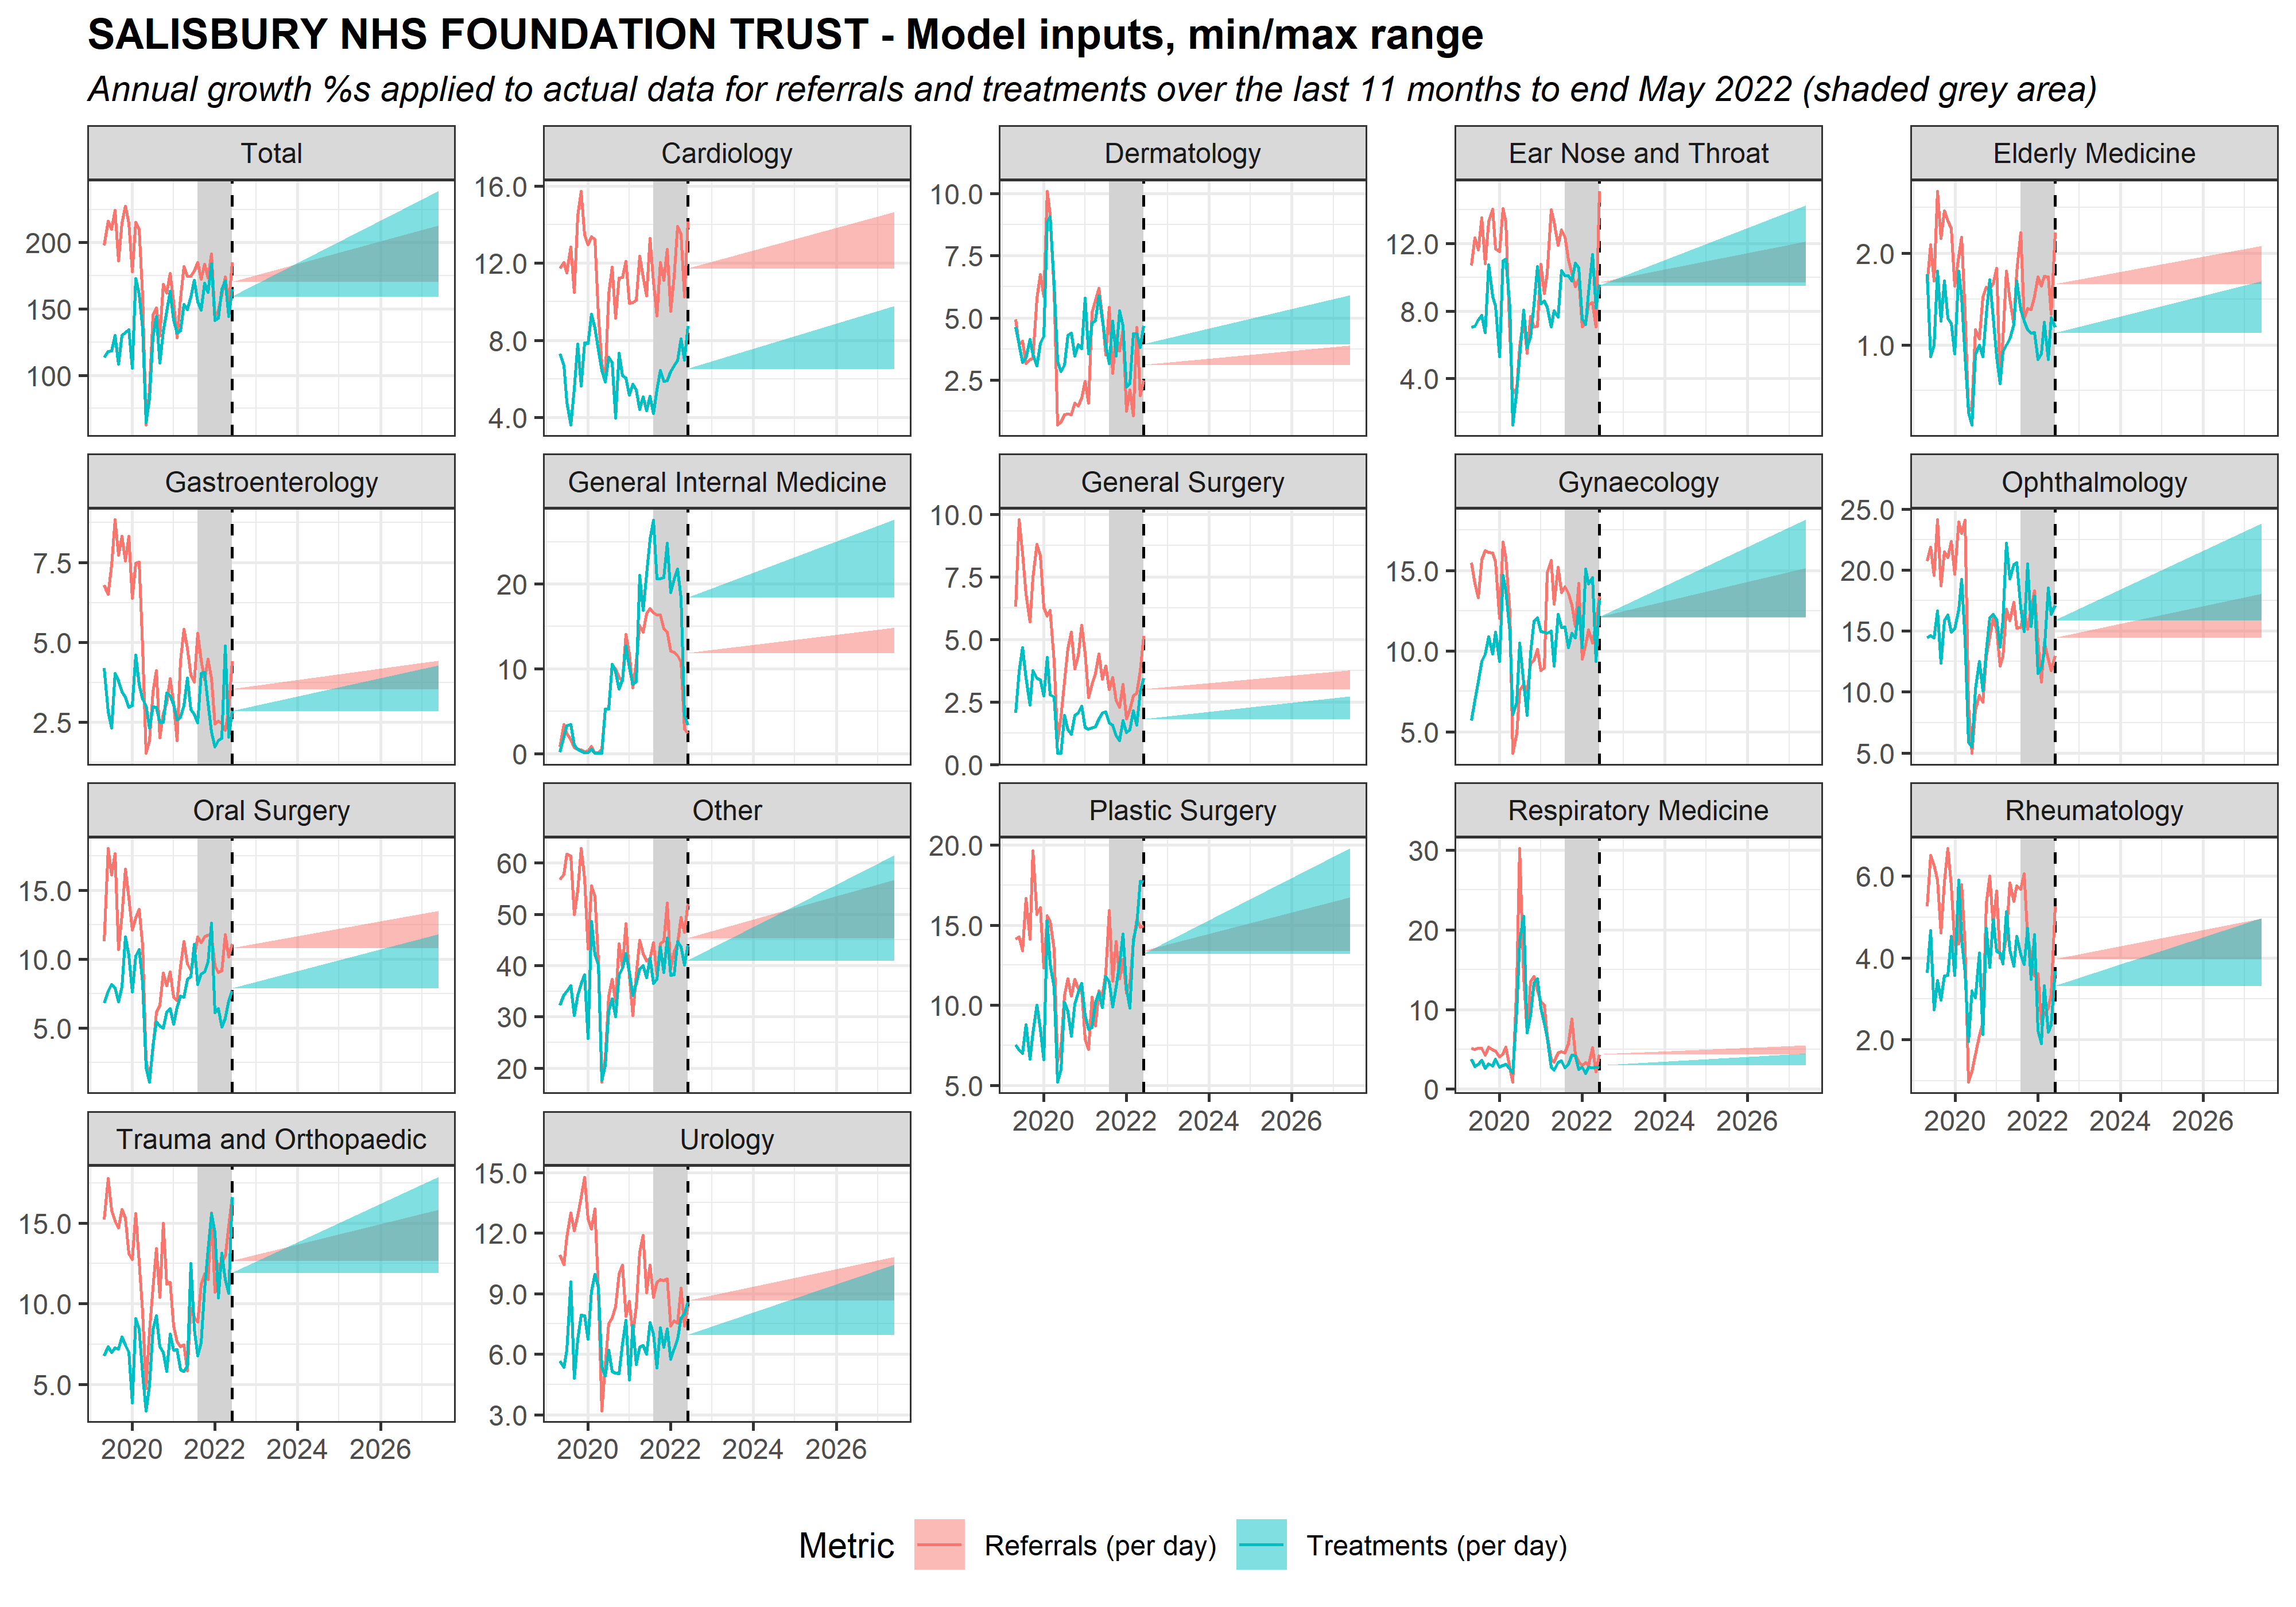 SALISBURY NHS FOUNDATION TRUST - Model inputs, min/max range
Annual growth %s applied to actual data for referrals and treatments over the last 11 months to end May 2022 (shaded grey area)
Total
200
150
100
Cardiology
16.0
12.0
8.0
4.0
Dermatology
10.0
7.5
5.0
2.5
Ear Nose and Throat
12.0
8.0
4.0
Elderly Medicine
2.0
1.0
Gastroenterology
7.5
5.0
2.5
General Internal Medicine
20
10
0
General Surgery
10.0
7.5
5.0
2.5
0.0
Gynaecology
15.0
10.0
5.0
Ophthalmology
25.0
20.0
15.0
10.0
5.0
Oral Surgery
15.0
10.0
5.0
Other
60
50
40
30
20
Plastic Surgery
20.0
15.0
10.0
5.0
2020 2022 2024 2026
Respiratory Medicine
30
20
10
0
2020 2022 2024 2026
Rheumatology
6.0
4.0
2.0
2020 2022 2024 2026
Trauma and Orthopaedic
15.0
10.0
5.0
2020 2022 2024 2026
Urology
15.0
12.0
9.0
6.0
3.0
2020 2022 2024 2026
Metric Referrals (per day) Treatments (per day)